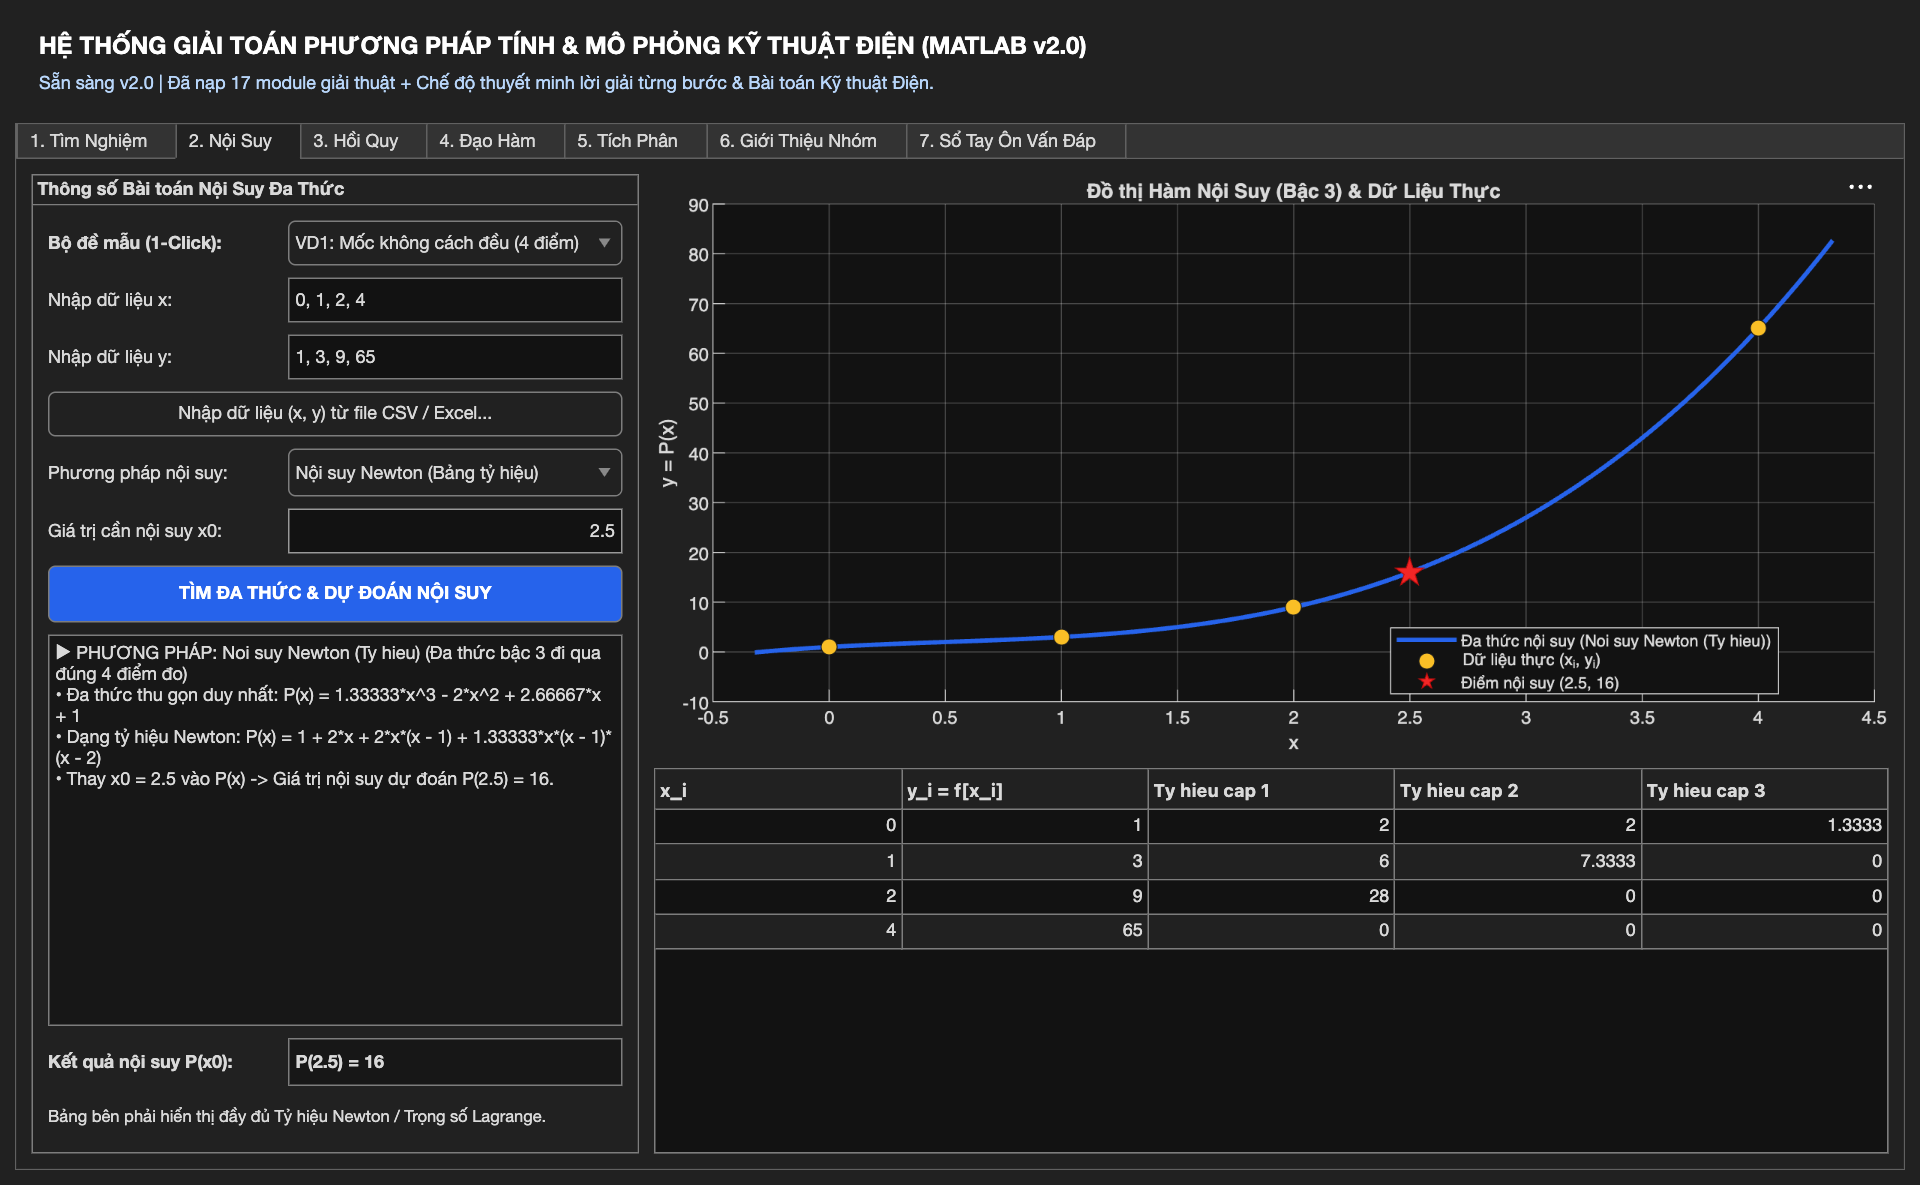 HỆ THỐNG GIẢI TOÁN PHƯƠNG PHÁP TÍNH & MÔ PHỎNG KỸ THUẬT ĐIỆN (MATLAB v2.0)
Sẵn sàng v2.0 | Đã nạp 17 module giải thuật + Chế độ thuyết minh lời giải từng bước & Bài toán Kỹ thuật Điện.
1. Tìm Nghiệm 2. Nội Suy 3. Hồi Quy 4. Đạo Hàm 5. Tích Phân 6. Giới Thiệu Nhóm 7. Sổ Tay Ôn Vấn Đáp
Thông số Bài toán Nội Suy Đa Thức
Bộ đề mẫu (1-Click): VD1: Mốc không cách đều (4 điểm)
Nhập dữ liệu x: 0, 1, 2, 4
Nhập dữ liệu y: 1, 3, 9, 65
Nhập dữ liệu (x, y) từ file CSV / Excel...
Phương pháp nội suy: Nội suy Newton (Bảng tỷ hiệu)
Giá trị cần nội suy x0: 2.5
TÌM ĐA THỨC & DỰ ĐOÁN NỘI SUY
▶ PHƯƠNG PHÁP: Noi suy Newton (Ty hieu) (Đa thức bậc 3 đi qua
đúng 4 điểm đo)
• Đa thức thu gọn duy nhất: P(x) = 1.33333*x^3 - 2*x^2 + 2.66667*x
+ 1
• Dạng tỷ hiệu Newton: P(x) = 1 + 2*x + 2*x*(x - 1) + 1.33333*x*(x - 1)*
(x - 2)
• Thay x0 = 2.5 vào P(x) -> Giá trị nội suy dự đoán P(2.5) = 16.
Kết quả nội suy P(x0): P(2.5) = 16
Bảng bên phải hiển thị đầy đủ Tỷ hiệu Newton / Trọng số Lagrange.
Đồ thị Hàm Nội Suy (Bậc 3) & Dữ Liệu Thực
90
80
70
60
50
40
30
20
10
0
-10
y = P(x)
-0.5 0 0.5 1 1.5 2 2.5 3 3.5 4 4.5
x
Đa thức nội suy (Noi suy Newton (Ty hieu))
Dữ liệu thực (xᵢ, yᵢ)
Điểm nội suy (2.5, 16)
x_i y_i = f[x_i] Ty hieu cap 1 Ty hieu cap 2 Ty hieu cap 3
0 1 2 2 1.3333
1 3 6 7.3333 0
2 9 28 0 0
4 65 0 0 0